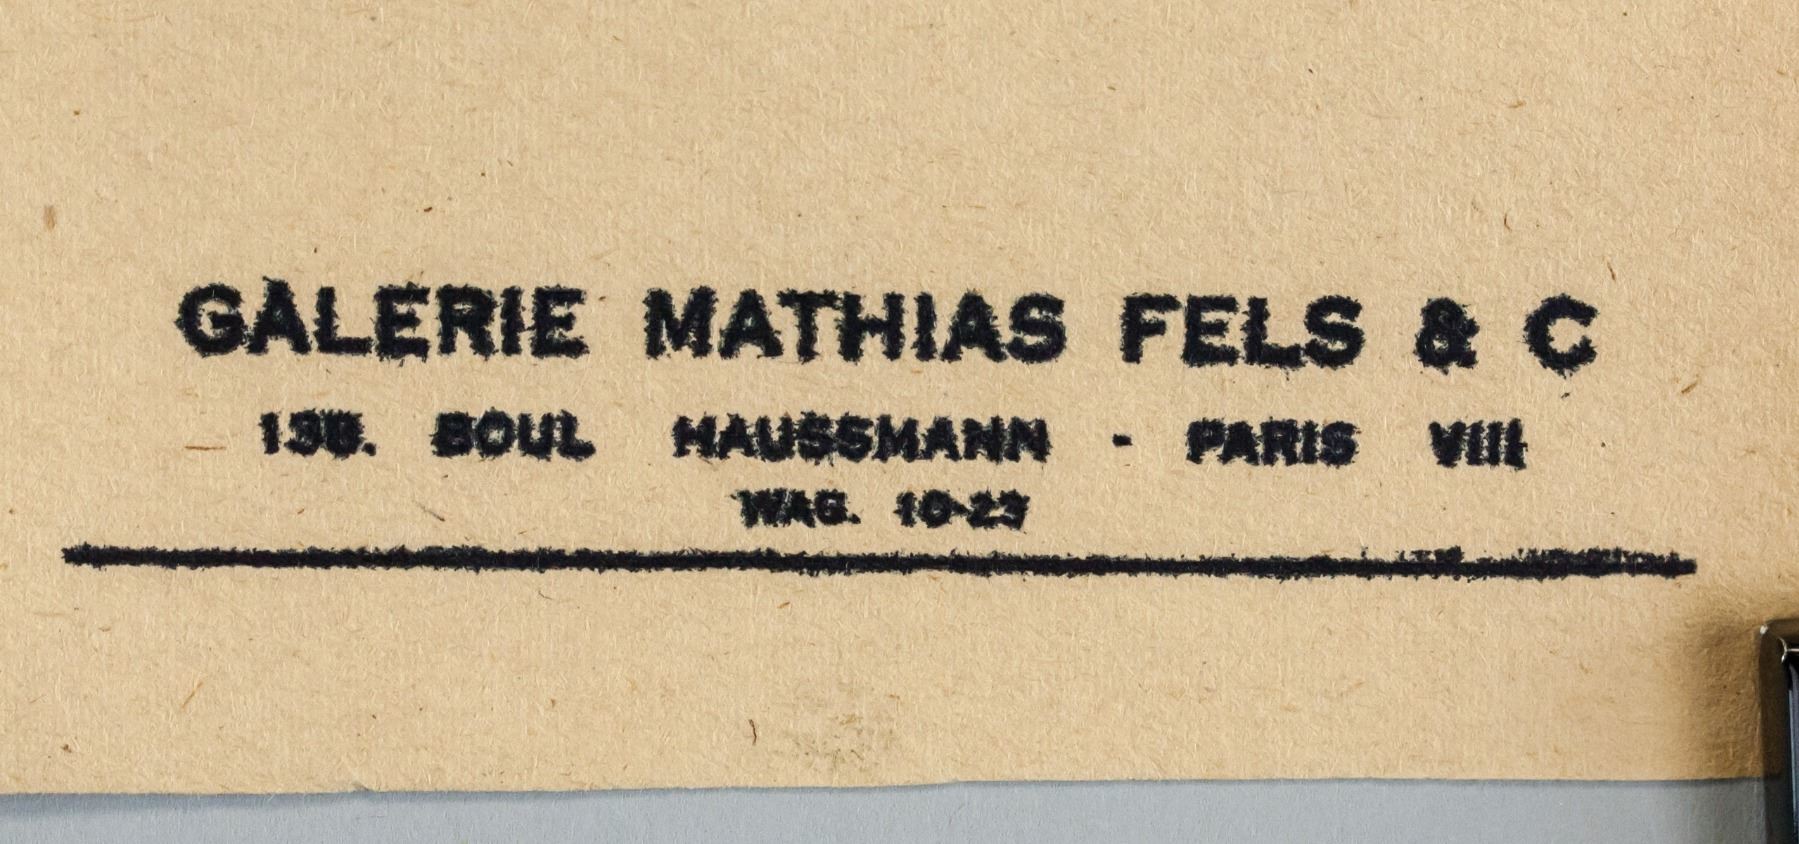 GALERIE MATHIAS FELS & C
138. BOUL HAUSSMANN - PARIS VIII
WAG. 10-23